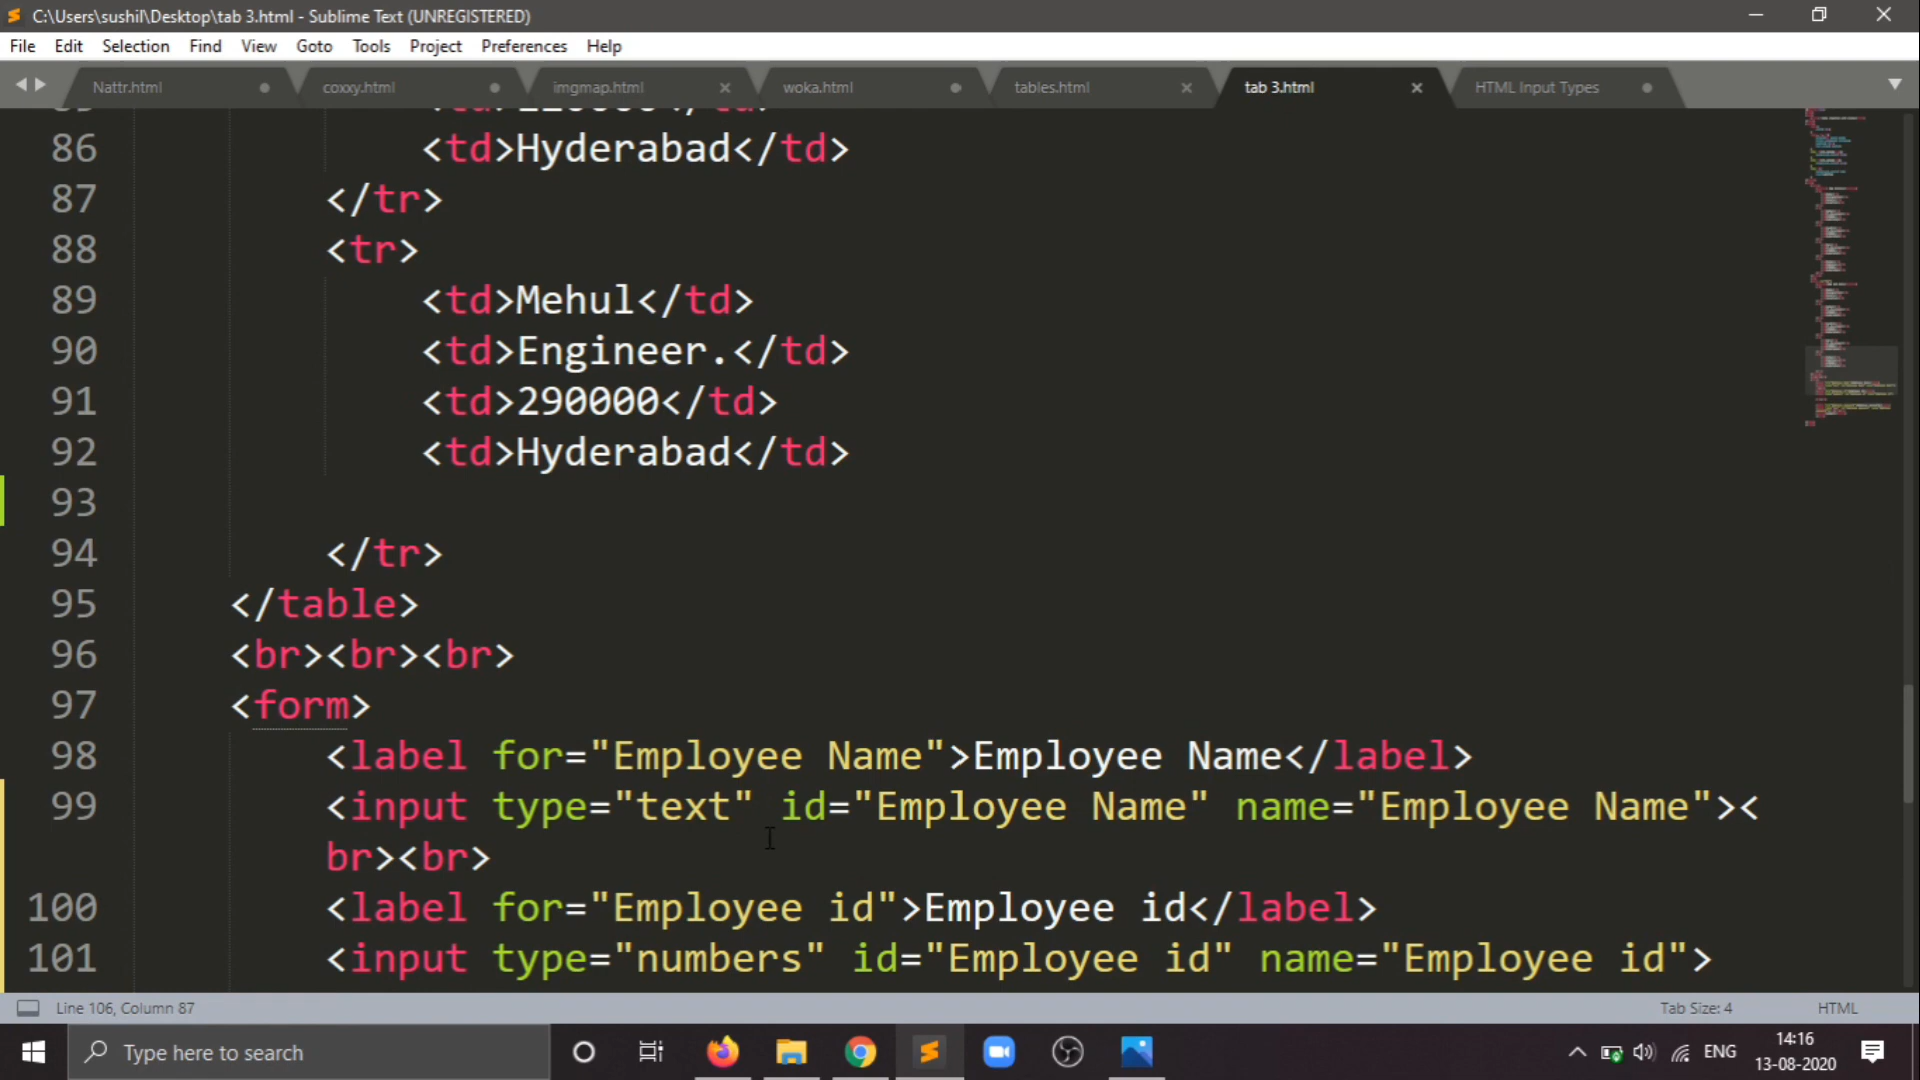 C:\Users\sushil\Desktop\tab 3.html - Sublime Text (UNREGISTERED)
File Edit Selection Find View Goto Tools Project Preferences Help
Nattr.html coxxy.html imgmap.html woka.html tables.html tab 3.html HTML Input Types
86 <td>Hyderabad</td>
87 </tr>
88 <tr>
89 <td>Mehul</td>
90 <td>Engineer.</td>
91 <td>290000</td>
92 <td>Hyderabad</td>
93
94 </tr>
95 </table>
96 <br><br><br>
97 <form>
98 <label for="Employee Name">Employee Name</label>
99 <input type="text" id="Employee Name" name="Employee Name"><
br><br>
100 <label for="Employee id">Employee id</label>
101 <input type="numbers" id="Employee id" name="Employee id">
Line 106, Column 87 Tab Size: 4 HTML
Type here to search ENG 14:16
13-08-2020